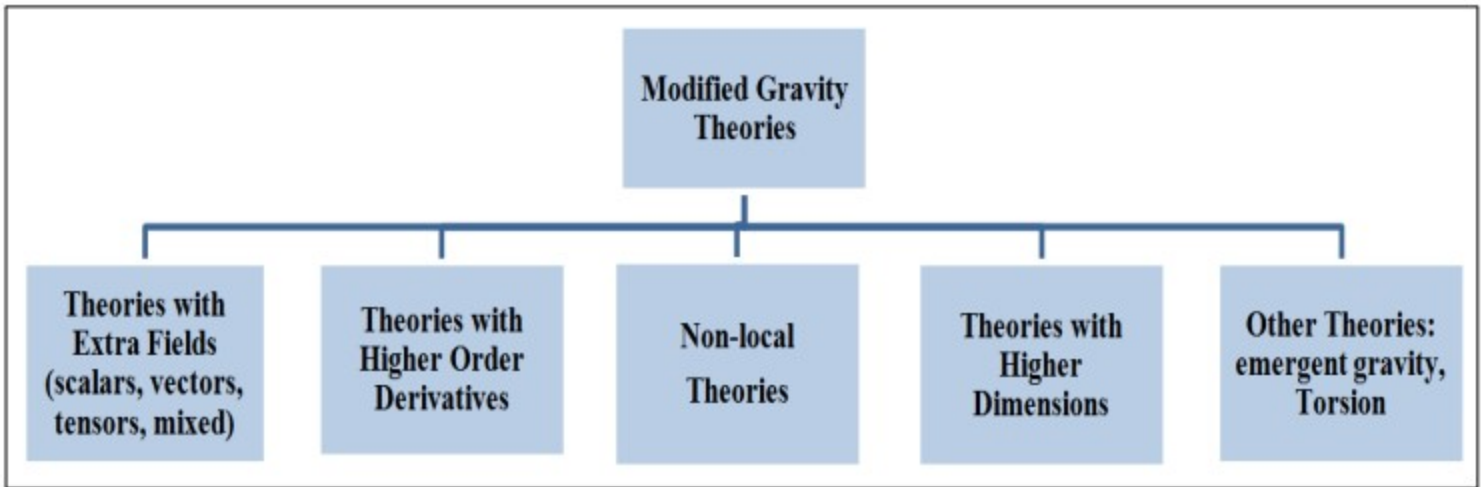 Modified Gravity
Theories
Theories with
Extra Fields
(scalars, vectors,
tensors, mixed)
Theories with
Higher Order
Derivatives
Non-local
Theories
Theories with
Higher
Dimensions
Other Theories:
emergent gravity,
Torsion